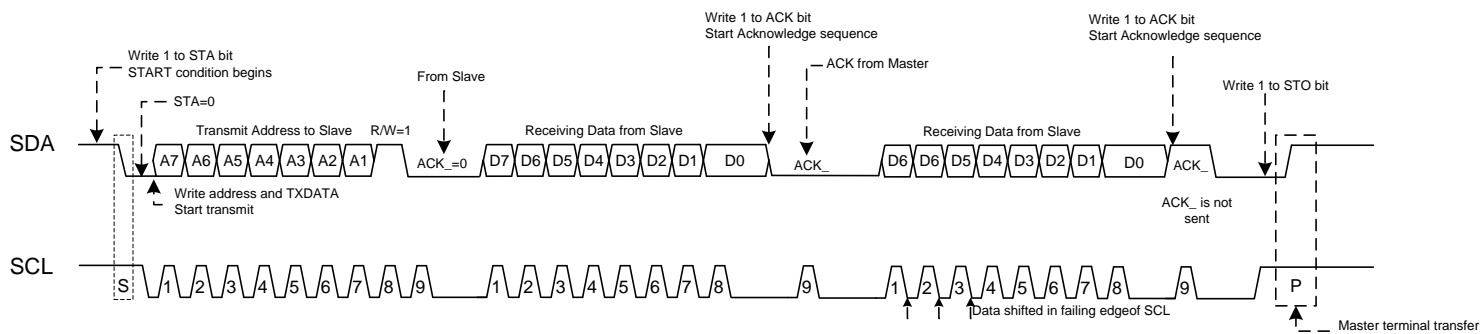 Write 1 to ACK bit
Start Acknowledge sequence
Write 1 to ACK bit
Start Acknowledge sequence
Write 1 to STA bit
START condition begins
From Slave
ACK from Master
Write 1 to STO bit
STA=0
Transmit Address to Slave
R/W=1
Receiving Data from Slave
Receiving Data from Slave
SDA
A7 A6 A5 A4 A3 A2 A1
ACK_=0
D7 D6 D5 D4 D3 D2 D1 D0
ACK_
D6 D6 D5 D4 D3 D2 D1 D0
ACK_
Write address and TXDATA
Start transmit
ACK_ is not
sent
SCL
S
1 2 3 4 5 6 7 8 9
1 2 3 4 5 6 7 8
9
1 2 3 4 5 6 7 8
9
P
Data shifted in failing edgeof SCL
Master terminal transfer